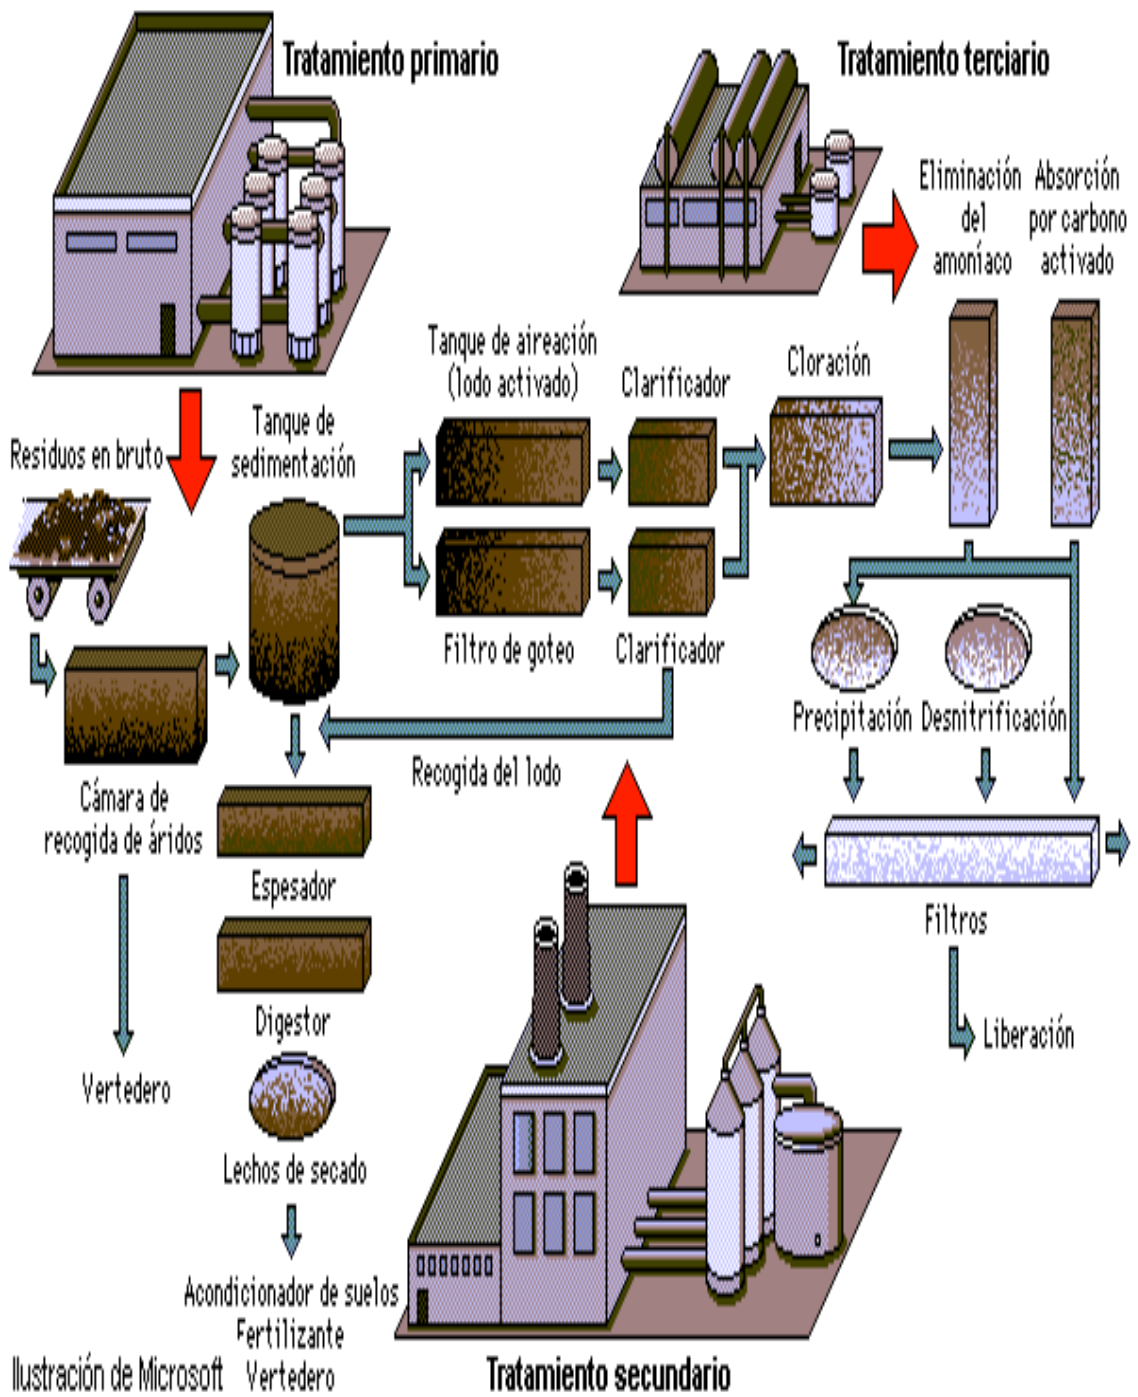 Tratamiento primario
Tratamiento terciario
Eliminación
del
amoníaco
Absorción
por carbono
activado
Residuos en bruto
Tanque de
sedimentación
Tanque de aireación
(lodo activado)
Clarificador
Cloración
Filtro de goteo
Clarificador
Precipitación
Desnitrificación
Recogida del lodo
Cámara de
recogida de áridos
Espesador
Filtros
Digestor
Liberación
Vertedero
Lechos de secado
Acondicionador de suelos
Fertilizante
Vertedero
Ilustración de Microsoft
Tratamiento secundario